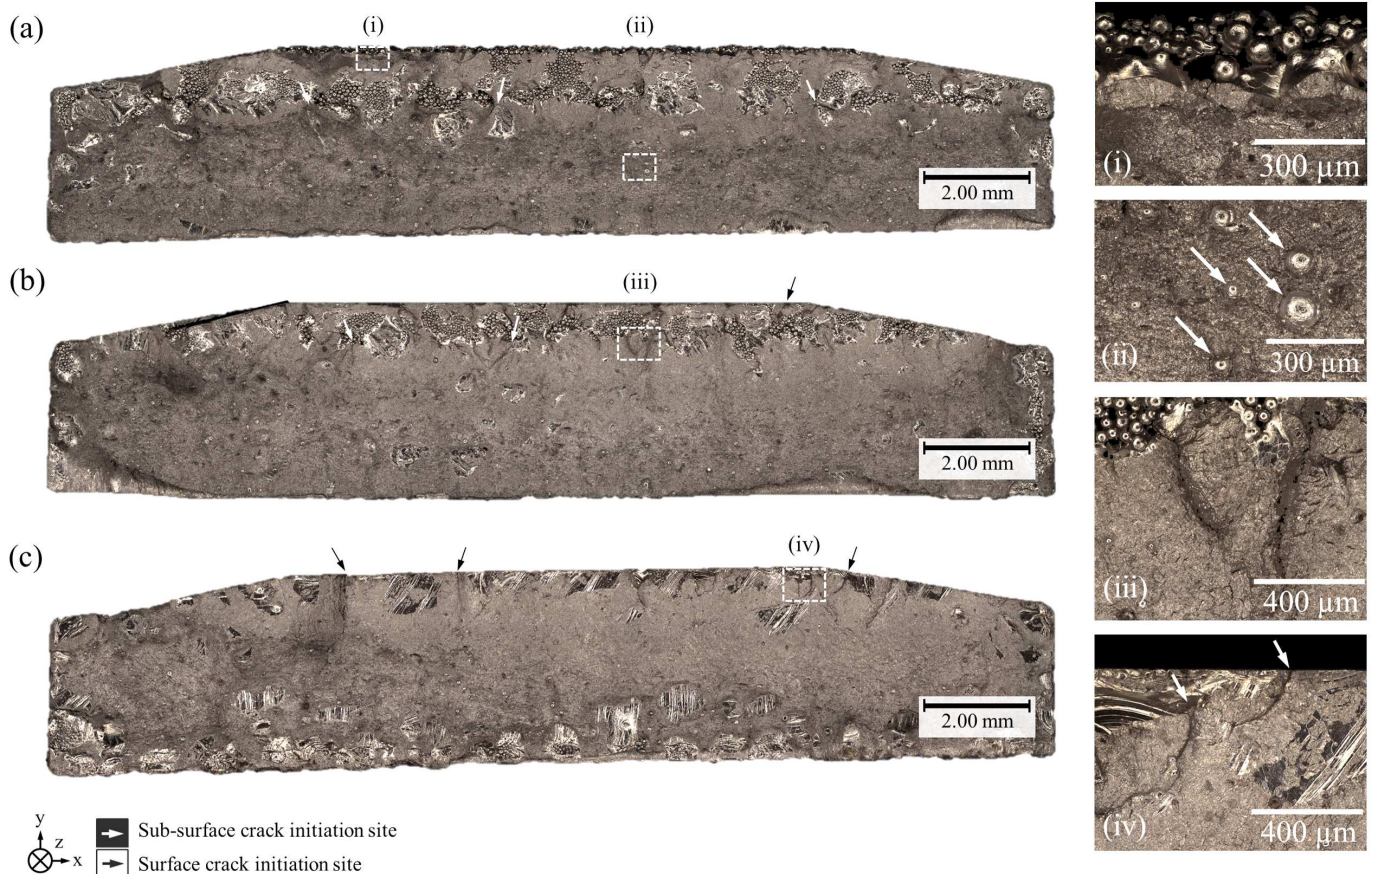 (a)
(i)
(ii)
2.00 mm
(b)
(iii)
2.00 mm
(c)
(iv)
2.00 mm
y
z
x
Sub-surface crack initiation site
Surface crack initiation site
(i)
300 µm
(ii)
300 µm
(iii)
400 µm
(iv)
400 µm